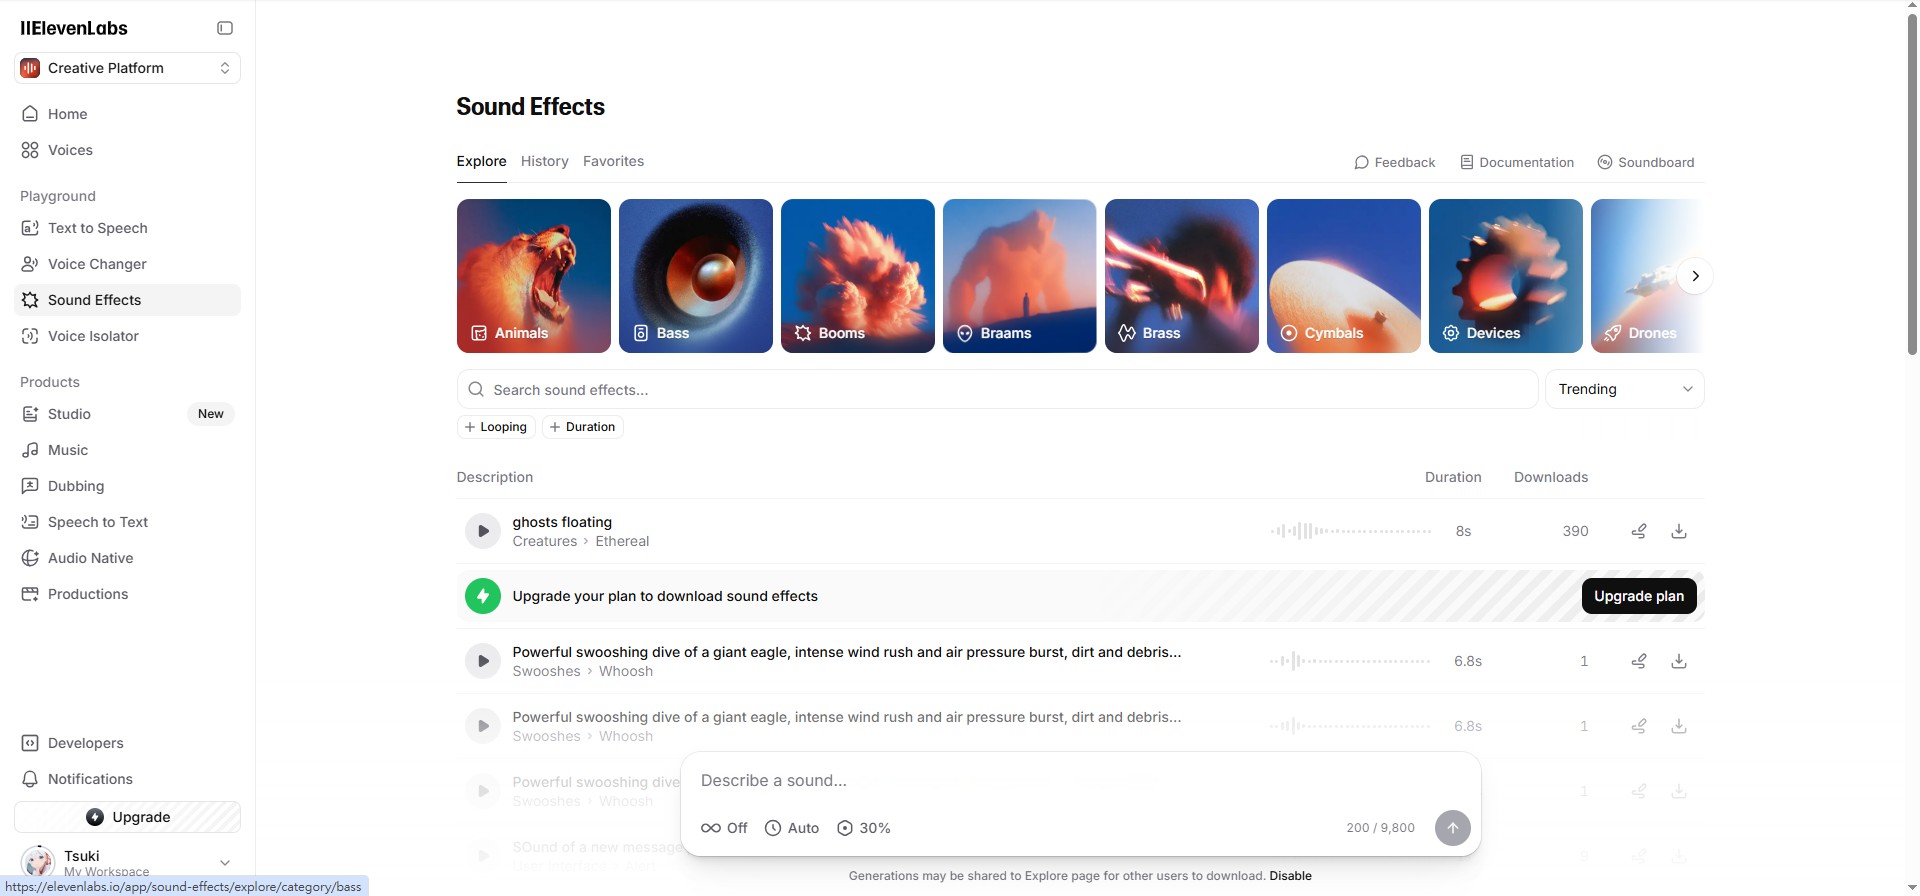 IIElevenLabs
Creative Platform
Home
Voices
Playground
Text to Speech
Voice Changer
Sound Effects
Voice Isolator
Products
Studio
New
Music
Dubbing
Speech to Text
Audio Native
Productions
Developers
Notifications
Upgrade
Tsuki
My Workspace
https://elevenlabs.io/app/sound-effects/explore/category/bass
Sound Effects
Explore History Favorites
Feedback Documentation Soundboard
Animals
Bass
Booms
Braams
Brass
Cymbals
Devices
Drones
Search sound effects...
Trending
+ Looping
+ Duration
Description Duration Downloads
ghosts floating
Creatures > Ethereal
8s 390
Upgrade your plan to download sound effects
Upgrade plan
Powerful swooshing dive of a giant eagle, intense wind rush and air pressure burst, dirt and debris...
Swooshes > Whoosh
6.8s 1
Powerful swooshing dive of a giant eagle, intense wind rush and air pressure burst, dirt and debris...
Swooshes > Whoosh
6.8s 1
Powerful swooshing dive
Swooshes > Whoosh
1
SOund of a new message
User Interface > Alert
Describe a sound...
Off Auto 30%
200 / 9,800
Generations may be shared to Explore page for other users to download. Disable